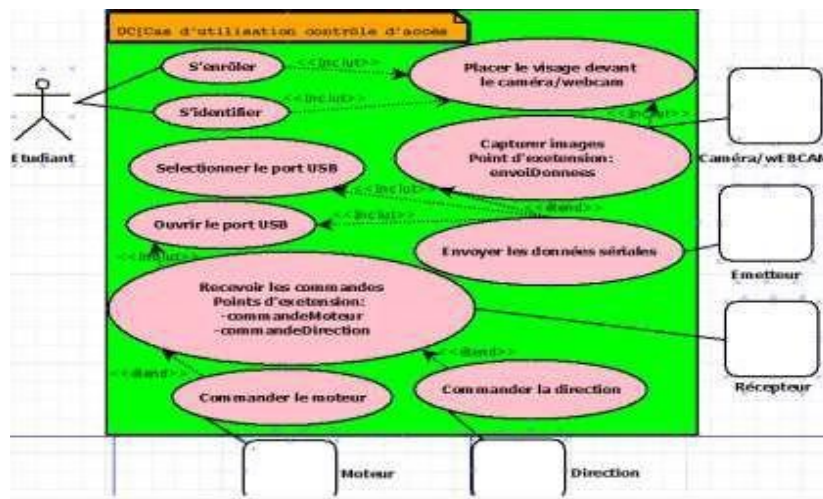 DC[Cas d'utilisation contrôle d'accès
S'enrôler
<<Inclut>>
Placer le visage devant
le caméra/webcam
S'identifier
<<Inclut>>
<<Inclut>>
Etudiant
Capturer images
Point d'exetension:
envoiDonnees
Caméra/wEBCAM
Selectionner le port USB
<<Inclut>>
<<étend>>
Ouvrir le port USB
<<Inclut>>
Envoyer les données sériales
Emetteur
<<Inclut>>
Recevoir les commandes
Points d'exetension:
-commandeMoteur
-commandeDirection
<<étend>>
<<étend>>
Récepteur
Commander le moteur
Commander la direction
Moteur
Direction